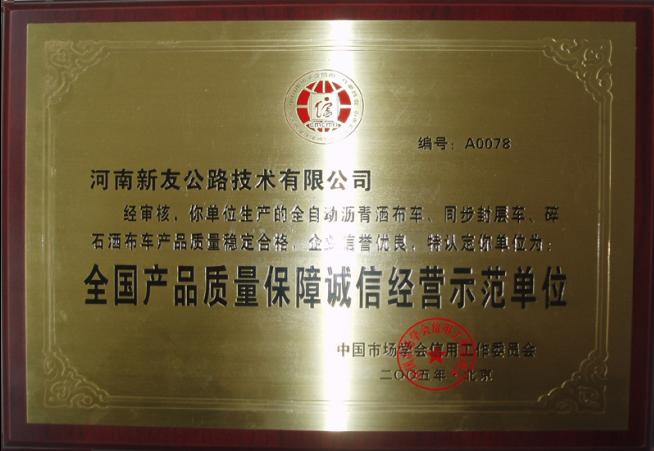 信
CMCMU
编号：A0078
河南新友公路技术有限公司
经审核，你单位生产的全自动沥青洒布车、同步封层车、碎
石洒布车产品质量稳定合格，企业信誉优良，特认定你单位为：
全国产品质量保障诚信经营示范单位
中国市场学会信用工作委员会
二〇〇五年·北京